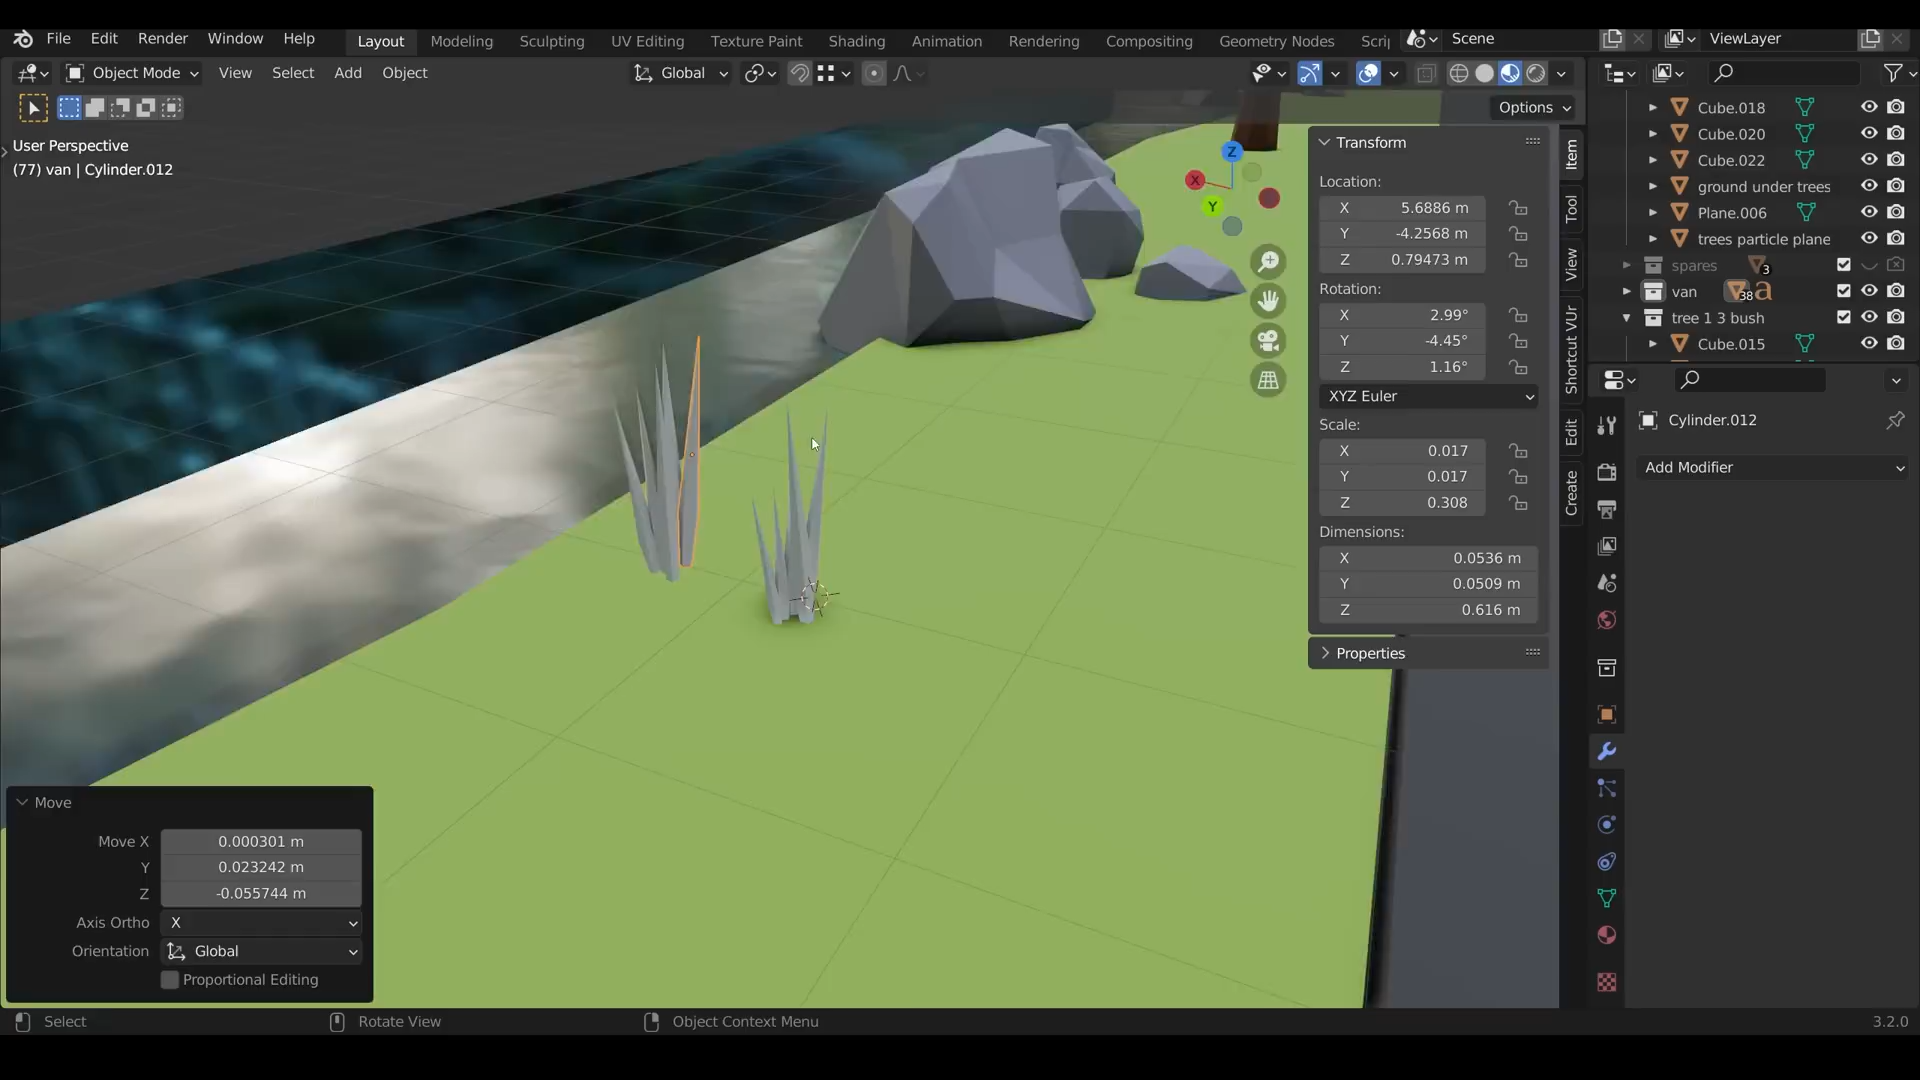 File Edit Render Window Help Layout Modeling Sculpting UV Editing Texture Paint Shading Animation Rendering Compositing Geometry Nodes Scrip Scene ViewLayer
Object Mode View Select Add Object Global
Options
User Perspective
(77) van | Cylinder.012
Z
X
Y
Transform
Location:
X 5.6886 m
Y -4.2568 m
Z 0.79473 m
Rotation:
X 2.99°
Y -4.45°
Z 1.16°
XYZ Euler
Scale:
X 0.017
Y 0.017
Z 0.308
Dimensions:
X 0.0536 m
Y 0.0509 m
Z 0.616 m
Properties
Item
Tool
View
Shortcut VUr
Edit
Create
Cube.018
Cube.020
Cube.022
ground under trees
Plane.006
trees particle plane
spares 3
van 38 a
tree 1 3 bush
Cube.015
Cylinder.012
Add Modifier
Move
Move X 0.000301 m
Y 0.023242 m
Z -0.055744 m
Axis Ortho X
Orientation Global
Proportional Editing
Select Rotate View Object Context Menu 3.2.0